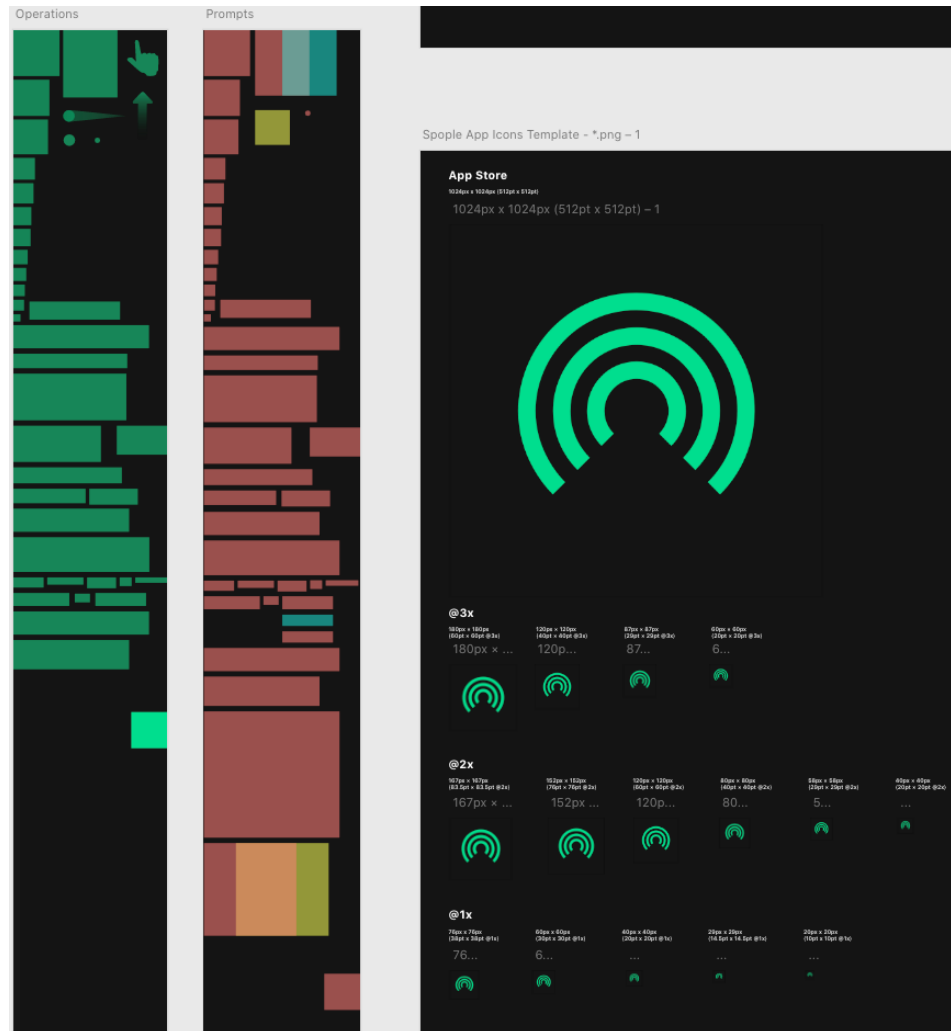 Operations
Prompts
Spople App Icons Template - *.png – 1
App Store
1024px x 1024px (512pt x 512pt)
1024px x 1024px (512pt x 512pt) – 1
@3x
180px × 180px
(60pt × 60pt @3x)
120px × 120px
(40pt × 40pt @3x)
87px × 87px
(29pt × 29pt @3x)
60px × 60px
(20pt × 20pt @3x)
180px × ...
120p...
87...
6...
@2x
167px × 167px
(83.5pt × 83.5pt @2x)
152px × 152px
(76pt × 76pt @2x)
120px × 120px
(60pt × 60pt @2x)
80px × 80px
(40pt × 40pt @2x)
58px × 58px
(29pt × 29pt @2x)
40px × 40px
(20pt × 20pt @2x)
167px × ...
152px ...
120p...
80...
5...
...
@1x
76px × 76px
(38pt × 38pt @1x)
60px × 60px
(30pt × 30pt @1x)
40px × 40px
(20pt × 20pt @1x)
29px × 29px
(14.5pt × 14.5pt @1x)
20px × 20px
(10pt × 10pt @1x)
76...
6...
...
...
...